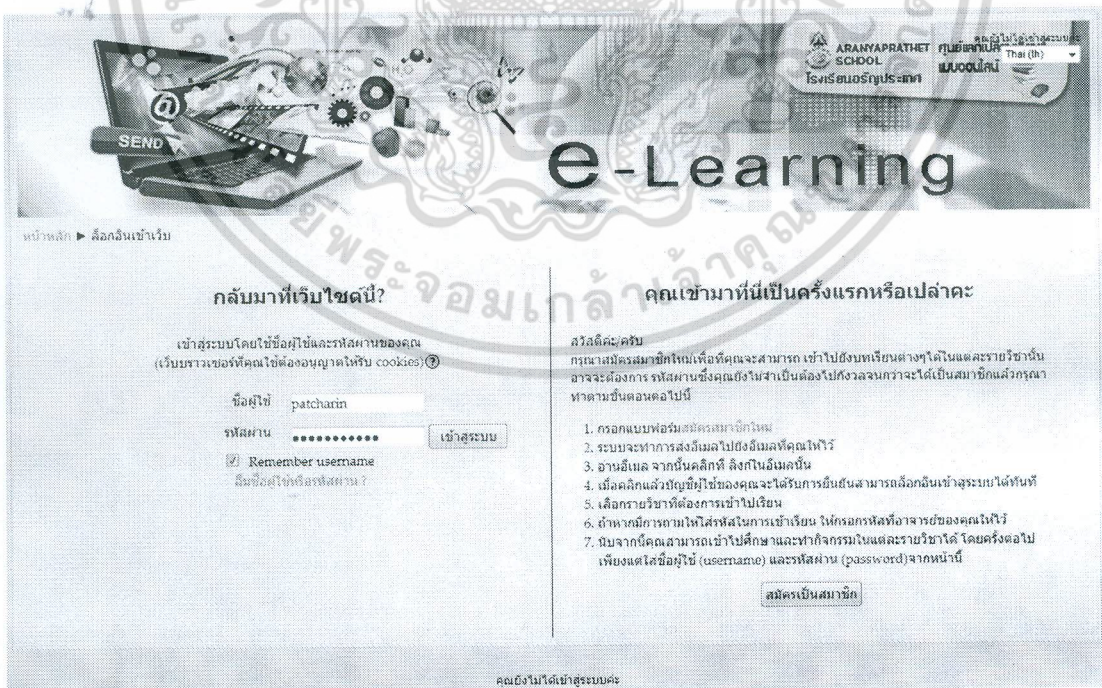 SEND
ARANYAPRATHET
SCHOOL
โรงเรียนอรัญประเทศ
แบบออนไลน์
คุณยังไม่ได้เข้าสู่ระบบค่ะ
Thai (th)
e-Learning
หน้าหลัก ► ล็อกอินเข้าเว็บ
กลับมาที่เว็บไซต์นี้?
เข้าสู่ระบบโดยใช้ชื่อผู้ใช้และรหัสผ่านของคุณ
(เว็บบราวเซอร์ที่คุณใช้ต้องอนุญาตให้รับ cookies)
ชื่อผู้ใช้ patcharin
รหัสผ่าน ●●●●●●●●●●● เข้าสู่ระบบ
Remember username
ลืมชื่อผู้ใช้หรือรหัสผ่าน ?
คุณเข้ามาที่นี่เป็นครั้งแรกหรือเปล่าคะ
สวัสดีค่ะ/ครับ
กรุณาสมัครสมาชิกใหม่เพื่อที่คุณจะสามารถ เข้าไปยังบทเรียนต่างๆได้ในแต่ละรายวิชานั้น
อาจจะต้องการ รหัสผ่านซึ่งคุณยังไม่จำเป็นต้องไปกังวลจนกว่าจะได้เป็นสมาชิกแล้วกรุณา
ทำตามขั้นตอนต่อไปนี้
1. กรอกแบบฟอร์มสมัครสมาชิกใหม่
2. ระบบจะทำการส่งอีเมลไปยังอีเมลที่คุณให้ไว้
3. อ่านอีเมล จากนั้นคลิกที่ ลิงก์ในอีเมลนั้น
4. เมื่อคลิกแล้วบัญชีผู้ใช้ของคุณจะได้รับการยืนยันสามารถล็อกอินเข้าสู่ระบบได้ทันที
5. เลือกรายวิชาที่ต้องการเข้าไปเรียน
6. ถ้าหากมีการถามให้ใส่รหัสในการเข้าเรียน ให้กรอกรหัสที่อาจารย์ของคุณให้ไว้
7. นับจากนี้คุณสามารถเข้าไปศึกษาและทำกิจกรรมในแต่ละรายวิชาได้ โดยครั้งต่อไป
เพียงแต่ใส่ชื่อผู้ใช้ (username) และรหัสผ่าน (password)จากหน้านี้
สมัครเป็นสมาชิก
คุณยังไม่ได้เข้าสู่ระบบค่ะ